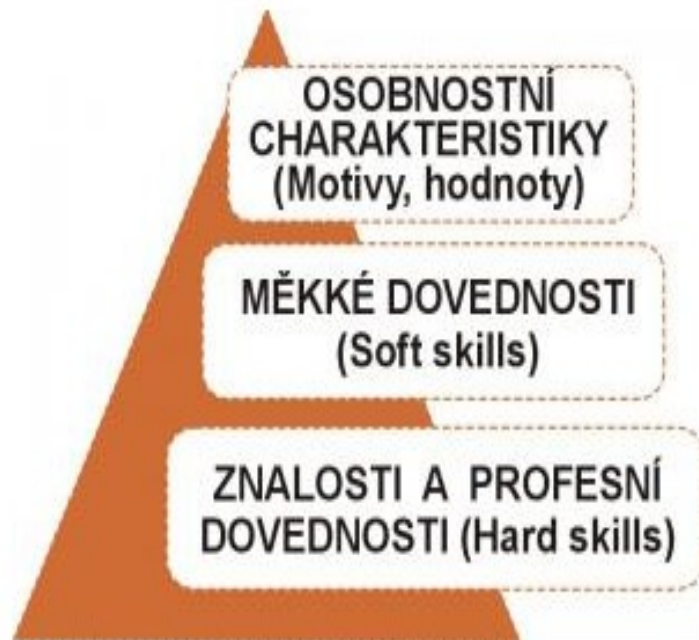 OSOBNOSTNÍ
CHARAKTERISTIKY
(Motivy, hodnoty)
MĚKKÉ DOVEDNOSTI
(Soft skills)
ZNALOSTI A PROFESNÍ
DOVEDNOSTI (Hard skills)